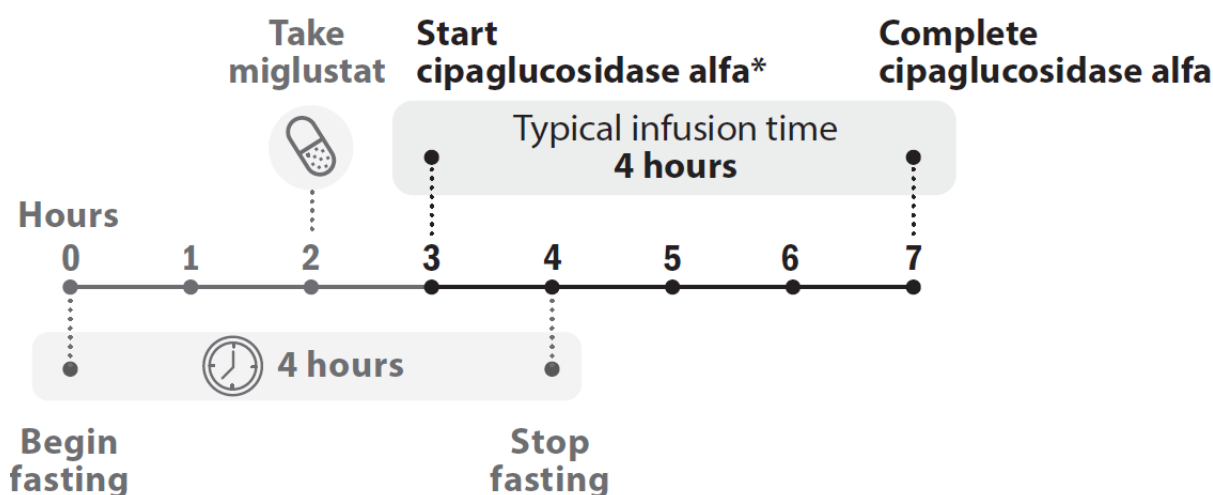 Take
miglustat
Start
cipaglucosidase alfa*
Complete
cipaglucosidase alfa
Typical infusion time
4 hours
Hours
0 1 2 3 4 5 6 7
4 hours
Begin
fasting
Stop
fasting